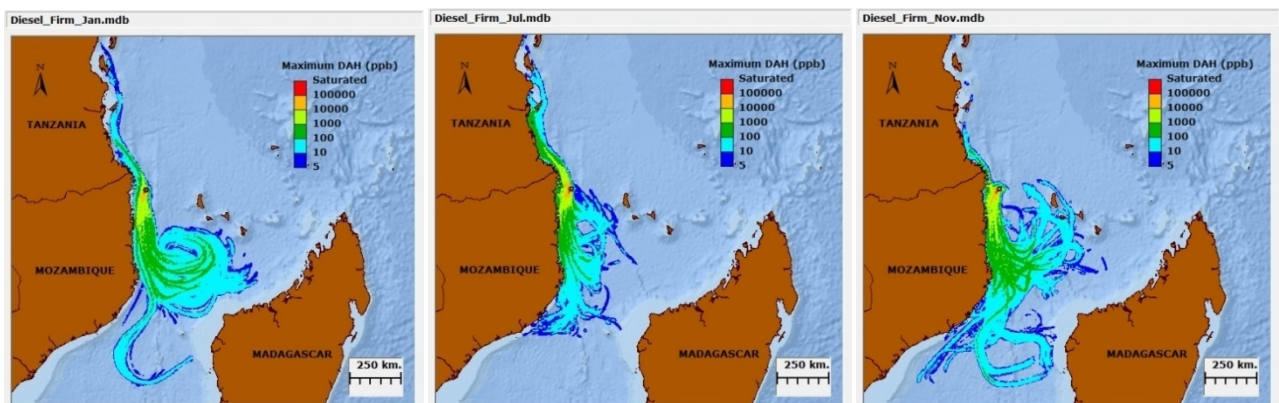 Diesel_Firm_Jan.mdb
N
Maximum DAH (ppb)
Saturated
100000
10000
1000
100
10
5
TANZANIA
MOZAMBIQUE
MADAGASCAR
250 km.
Diesel_Firm_Jul.mdb
N
Maximum DAH (ppb)
Saturated
100000
10000
1000
100
10
5
TANZANIA
MOZAMBIQUE
MADAGASCAR
250 km.
Diesel_Firm_Nov.mdb
N
Maximum DAH (ppb)
Saturated
100000
10000
1000
100
10
5
TANZANIA
MOZAMBIQUE
MADAGASCAR
250 km.